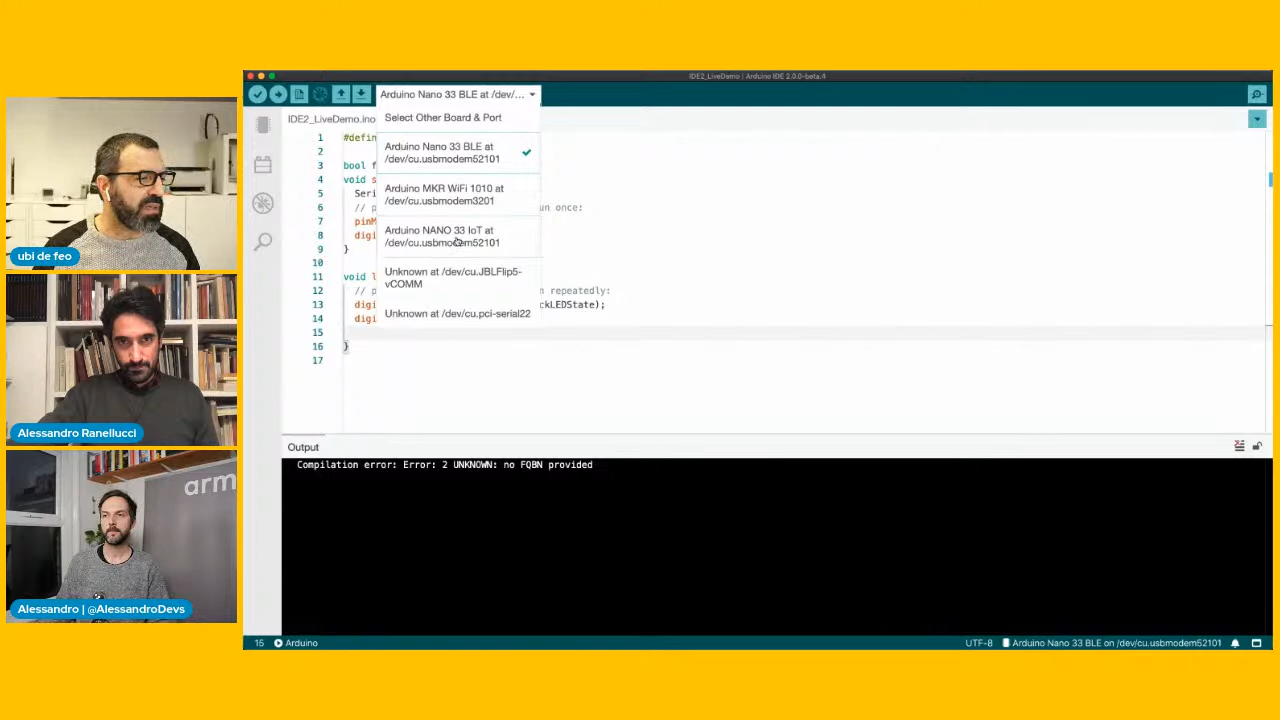 IDE2_LiveDemo | Arduino IDE 2.0.0-beta.4
Arduino Nano 33 BLE at /dev/...
Select Other Board & Port
Arduino Nano 33 BLE at
/dev/cu.usbmodem52101
Arduino MKR WiFi 1010 at
/dev/cu.usbmodem3201
Arduino NANO 33 IoT at
/dev/cu.usbmodem52101
Unknown at /dev/cu.JBLFlip5-
vCOMM
Unknown at /dev/cu.pci-serial22
IDE2_LiveDemo.ino
1 #defin
2
3 bool f
4 void s
5 Seri
6 // p un once:
7 pinM
8 digi
9 }
10
11 void l
12 // p n repeatedly:
13 digi ckLEDState);
14 digi
15
16 }
17
Output
Compilation error: Error: 2 UNKNOWN: no FQBN provided
15 Arduino
UTF-8 Arduino Nano 33 BLE on /dev/cu.usbmodem52101
ubi de feo
Alessandro Ranellucci
arm
Alessandro | @AlessandroDevs